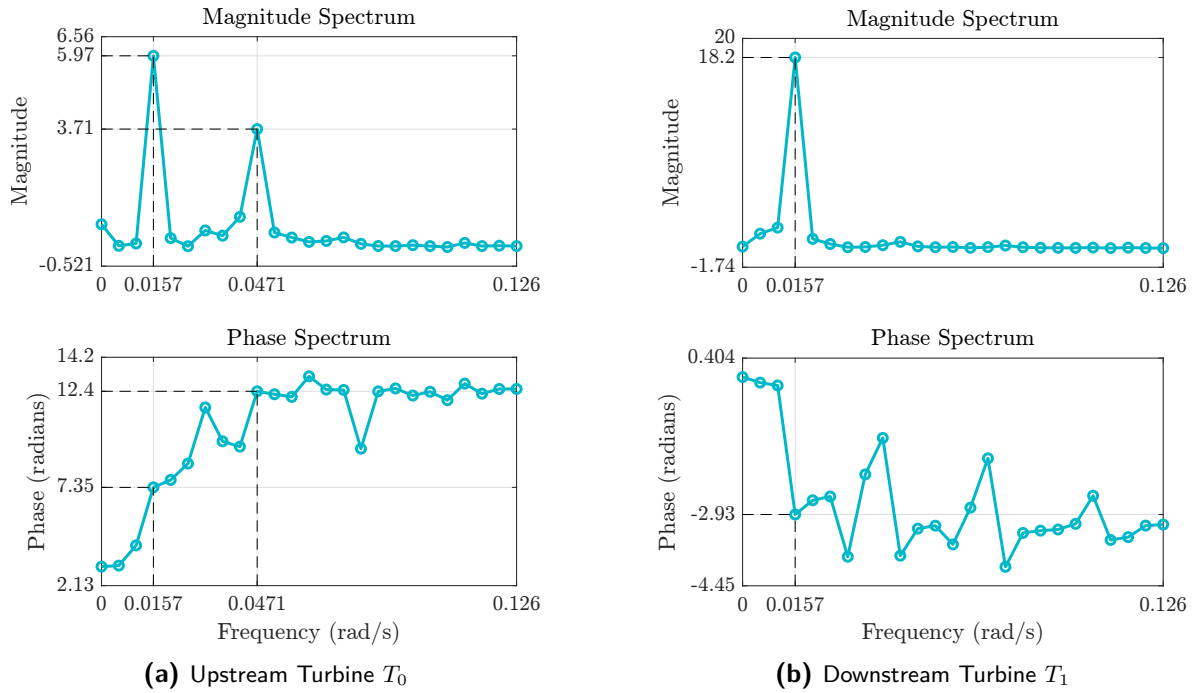 Magnitude Spectrum
6.56
5.97
3.71
-0.521
Magnitude
0 0.0157 0.0471 0.126
Phase Spectrum
14.2
12.4
7.35
2.13
Phase (radians)
0 0.0157 0.0471 0.126
Frequency (rad/s)
(a) Upstream Turbine T0
Magnitude Spectrum
20
18.2
-1.74
Magnitude
0 0.0157 0.126
Phase Spectrum
0.404
-2.93
-4.45
Phase (radians)
0 0.0157 0.126
Frequency (rad/s)
(b) Downstream Turbine T1